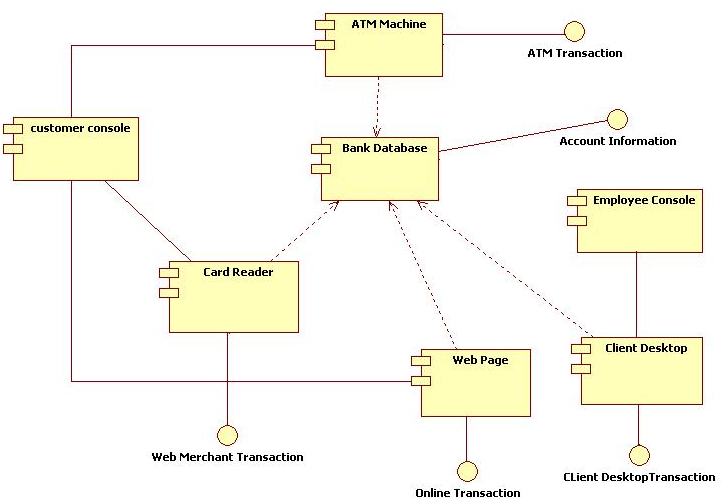 ATM Machine
ATM Transaction
customer console
Bank Database
Account Information
Employee Console
Card Reader
Web Page
Client Desktop
Web Merchant Transaction
CLient DesktopTransaction
Online Transaction